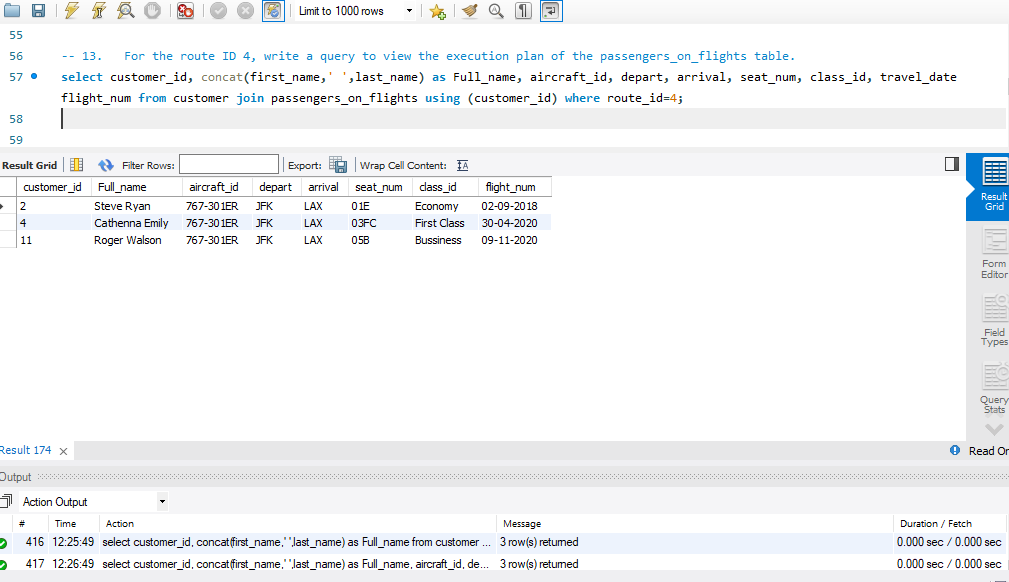 Limit to 1000 rows
55
56 -- 13. For the route ID 4, write a query to view the execution plan of the passengers_on_flights table.
57 select customer_id, concat(first_name,' ',last_name) as Full_name, aircraft_id, depart, arrival, seat_num, class_id, travel_date
flight_num from customer join passengers_on_flights using (customer_id) where route_id=4;
58
59
Result Grid Filter Rows: Export: Wrap Cell Content: IA
customer_id Full_name aircraft_id depart arrival seat_num class_id flight_num
2 Steve Ryan 767-301ER JFK LAX 01E Economy 02-09-2018
4 Cathenna Emily 767-301ER JFK LAX 03FC First Class 30-04-2020
11 Roger Walson 767-301ER JFK LAX 05B Bussiness 09-11-2020
Result
Grid
Form
Editor
Field
Types
Query
Stats
Result 174 Read On
Output
Action Output
# Time Action Message Duration / Fetch
416 12:25:49 select customer_id, concat(first_name,' ',last_name) as Full_name from customer ... 3 row(s) returned 0.000 sec / 0.000 sec
417 12:26:49 select customer_id, concat(first_name,' ',last_name) as Full_name, aircraft_id, de... 3 row(s) returned 0.000 sec / 0.000 sec